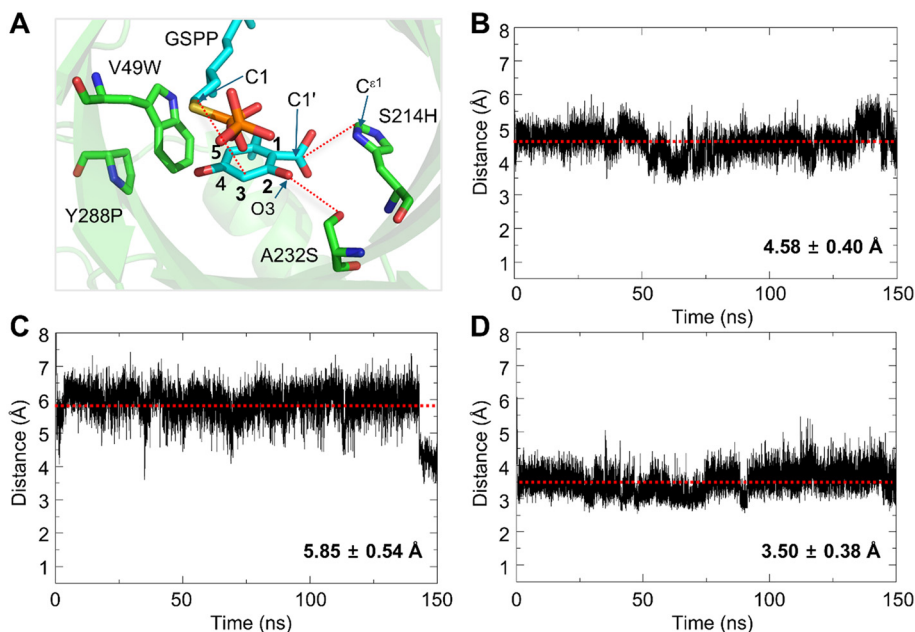 A
GSPP
V49W
C1
C1'
Cε1
S214H
5
1
4
3
2
O3
Y288P
A232S
B
Distance (Å)
8
7
6
5
4
3
2
1
4.58 ± 0.40 Å
0
50
100
150
Time (ns)
C
Distance (Å)
8
7
6
5
4
3
2
1
5.85 ± 0.54 Å
0
50
100
150
Time (ns)
D
Distance (Å)
8
7
6
5
4
3
2
1
3.50 ± 0.38 Å
0
50
100
150
Time (ns)